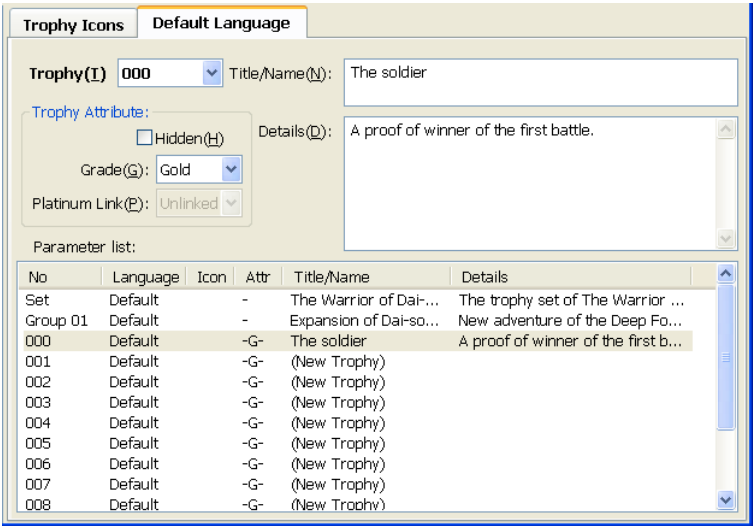 Trophy Icons Default Language
Trophy(T) 000 Title/Name(N): The soldier
Trophy Attribute:
Hidden(H) Details(D): A proof of winner of the first battle.
Grade(G): Gold
Platinum Link(P): Unlinked
Parameter list:
No Language Icon Attr Title/Name Details
Set Default - The Warrior of Dai-... The trophy set of The Warrior ...
Group 01 Default - Expansion of Dai-so... New adventure of the Deep Fo...
000 Default -G- The soldier A proof of winner of the first b...
001 Default -G- (New Trophy)
002 Default -G- (New Trophy)
003 Default -G- (New Trophy)
004 Default -G- (New Trophy)
005 Default -G- (New Trophy)
006 Default -G- (New Trophy)
007 Default -G- (New Trophy)
008 Default -G- (New Trophy)